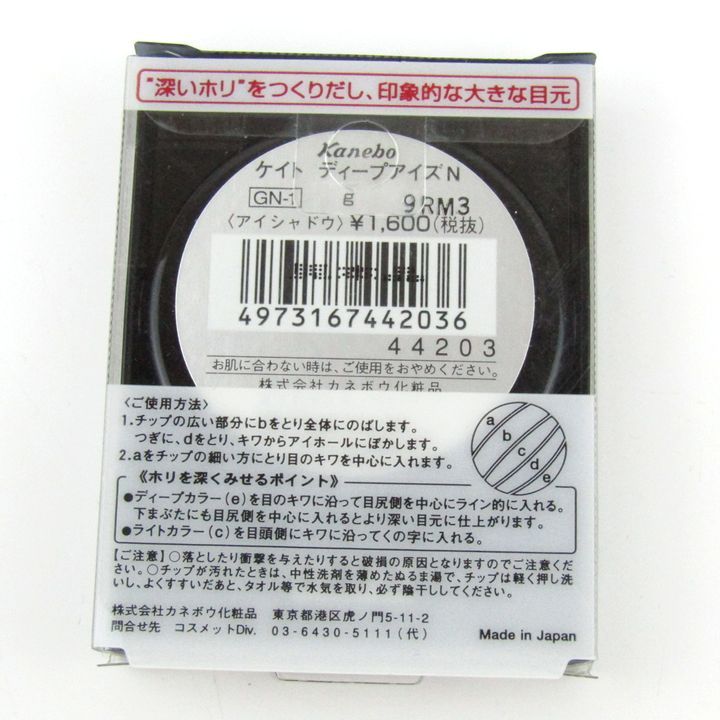 "深いホリ"をつくりだし、印象的な大きな目元
Kanebo
ケイト ディープアイズN
GN-1 g 9RM3
〈アイシャドウ〉¥1,600(税抜)
4973167442036
44203
お肌に合わない時は、ご使用をおやめください。
株式会社カネボウ化粧品
〈ご使用方法〉
1.チップの広い部分にbをとり全体にのばします。
つぎに、dをとり、キワからアイホールにぼかします。
2.aをチップの細い方にとり目のキワを中心に入れます。
a
b
c
d
e
《ホリを深くみせるポイント》
●ディープカラー(e)を目のキワに沿って目尻側を中心にライン的に入れる。
下まぶたにも目尻側を中心に入れるとより深い目元に仕上がります。
●ライトカラー(c)を目頭側にキワに沿ってくの字に入れる。
【ご注意】○落としたり衝撃を与えたりすると破損の原因となりますのでご注意くだ
さい。○チップが汚れたときは、中性洗剤を薄めたぬるま湯で、チップは軽く押し洗
いし、よくすすいだあと、タオル等で水気を取り、必ず陰干ししてください。
株式会社カネボウ化粧品 東京都港区虎ノ門5-11-2
問合せ先 コスメットDiv. 03-6430-5111(代)
Made in Japan